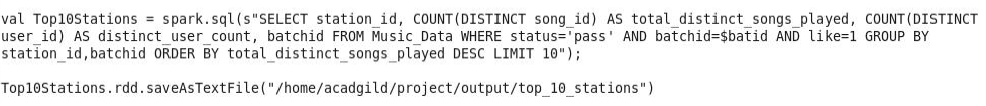 val Top10Stations = spark.sql(s"SELECT station_id, COUNT(DISTINCT song_id) AS total_distinct_songs_played, COUNT(DISTINCT
user_id) AS distinct_user_count, batchid FROM Music_Data WHERE status='pass' AND batchid=$batid AND like=1 GROUP BY
station_id,batchid ORDER BY total_distinct_songs_played DESC LIMIT 10");
Top10Stations.rdd.saveAsTextFile("/home/acadgild/project/output/top_10_stations")